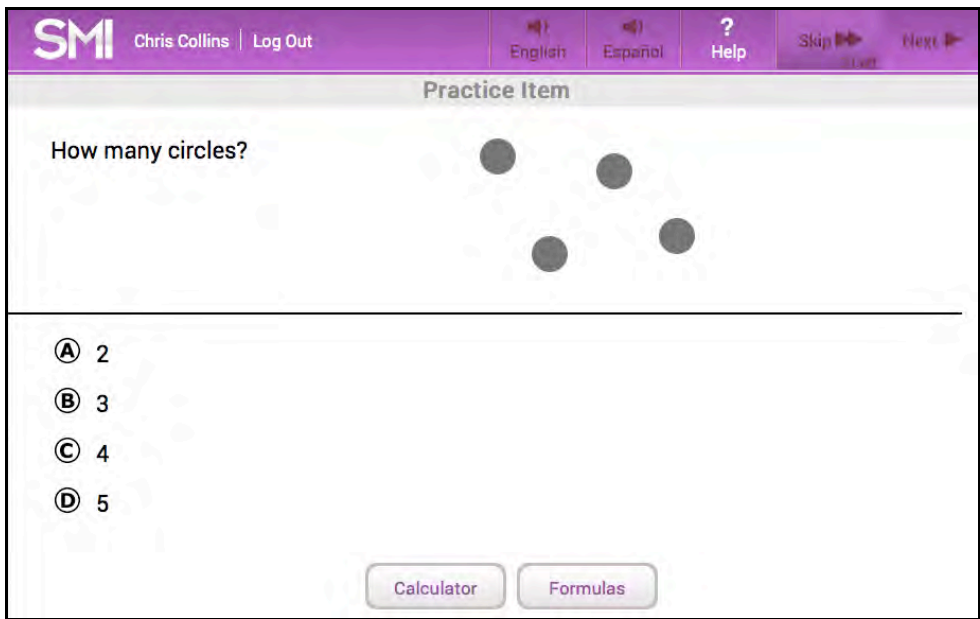 SMI Chris Collins | Log Out English Español ? Help Skip Next
Practice Item
How many circles?
A 2
B 3
C 4
D 5
Calculator Formulas